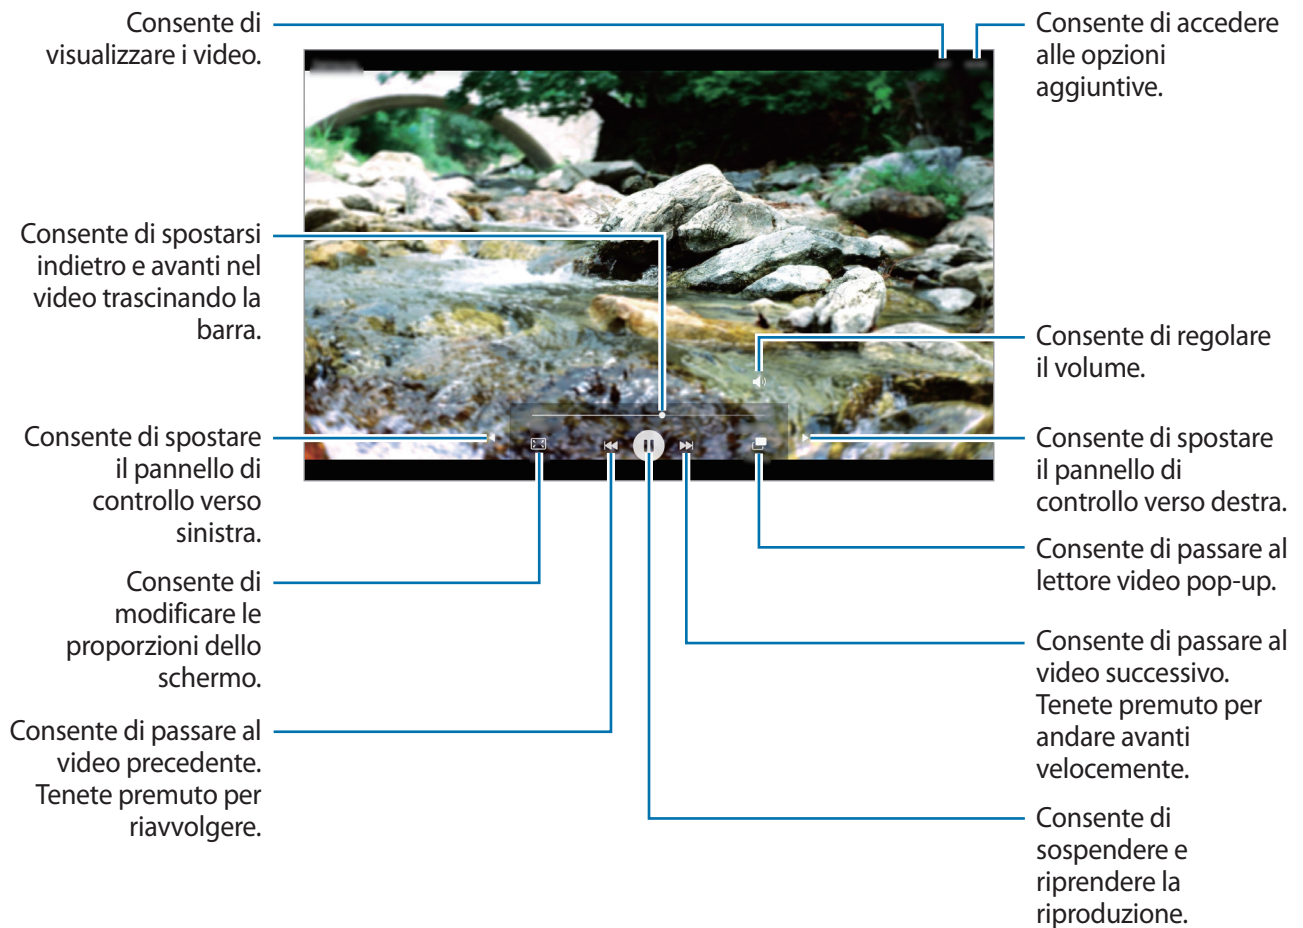 Consente di
visualizzare i video.
Consente di spostarsi
indietro e avanti nel
video trascinando la
barra.
Consente di spostare
il pannello di
controllo verso
sinistra.
Consente di
modificare le
proporzioni dello
schermo.
Consente di passare al
video precedente.
Tenete premuto per
riavvolgere.
Consente di accedere
alle opzioni
aggiuntive.
Consente di regolare
il volume.
Consente di spostare
il pannello di
controllo verso destra.
Consente di passare al
lettore video pop-up.
Consente di passare al
video successivo.
Tenete premuto per
andare avanti
velocemente.
Consente di
sospendere e
riprendere la
riproduzione.